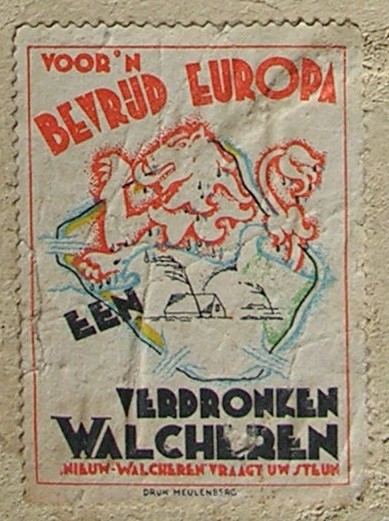 VOOR'N
BEVRIJD EUROPA
EEN
VERDRONKEN
WALCHEREN
"NIEUW-WALCHEREN" VRAAGT UW STEUN
DRUK MEULENBERG